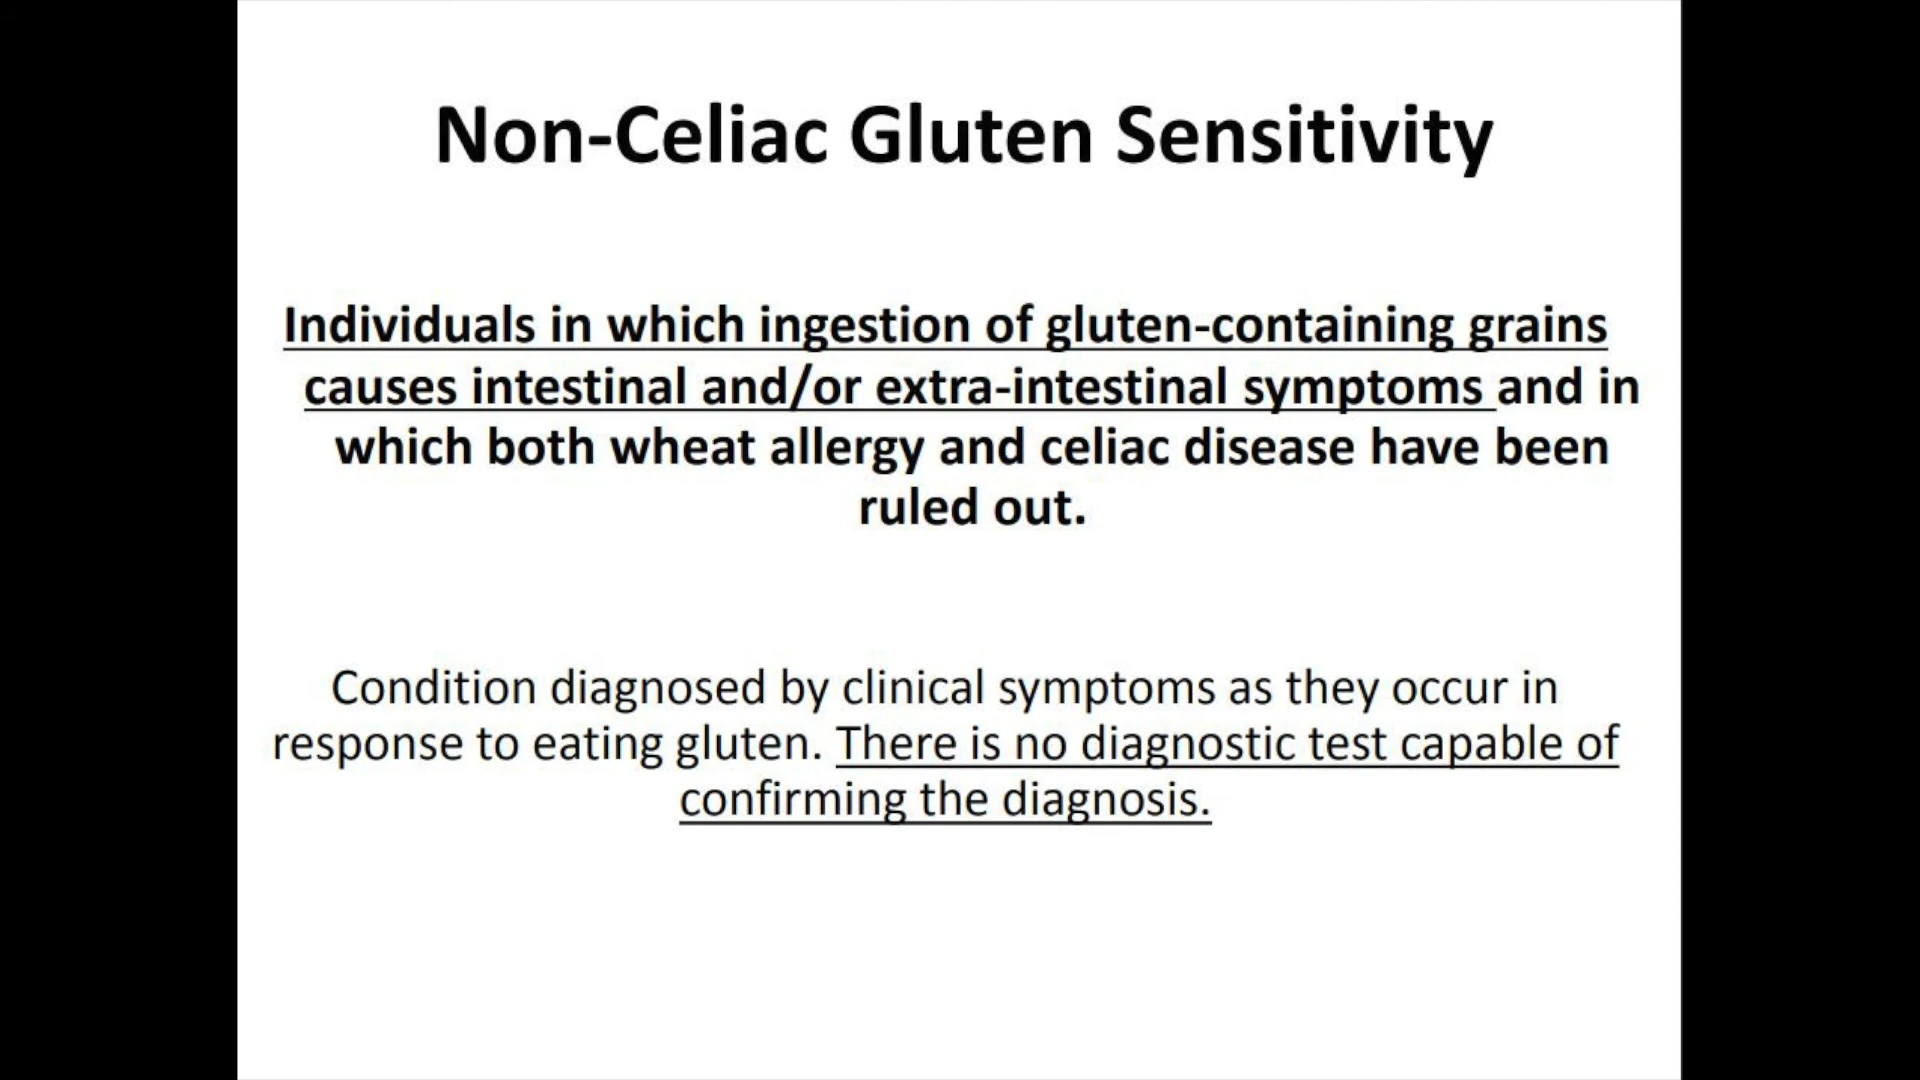 Non-Celiac Gluten Sensitivity
Individuals in which ingestion of gluten-containing grains
causes intestinal and/or extra-intestinal symptoms and in
which both wheat allergy and celiac disease have been
ruled out.
Condition diagnosed by clinical symptoms as they occur in
response to eating gluten. There is no diagnostic test capable of
confirming the diagnosis.